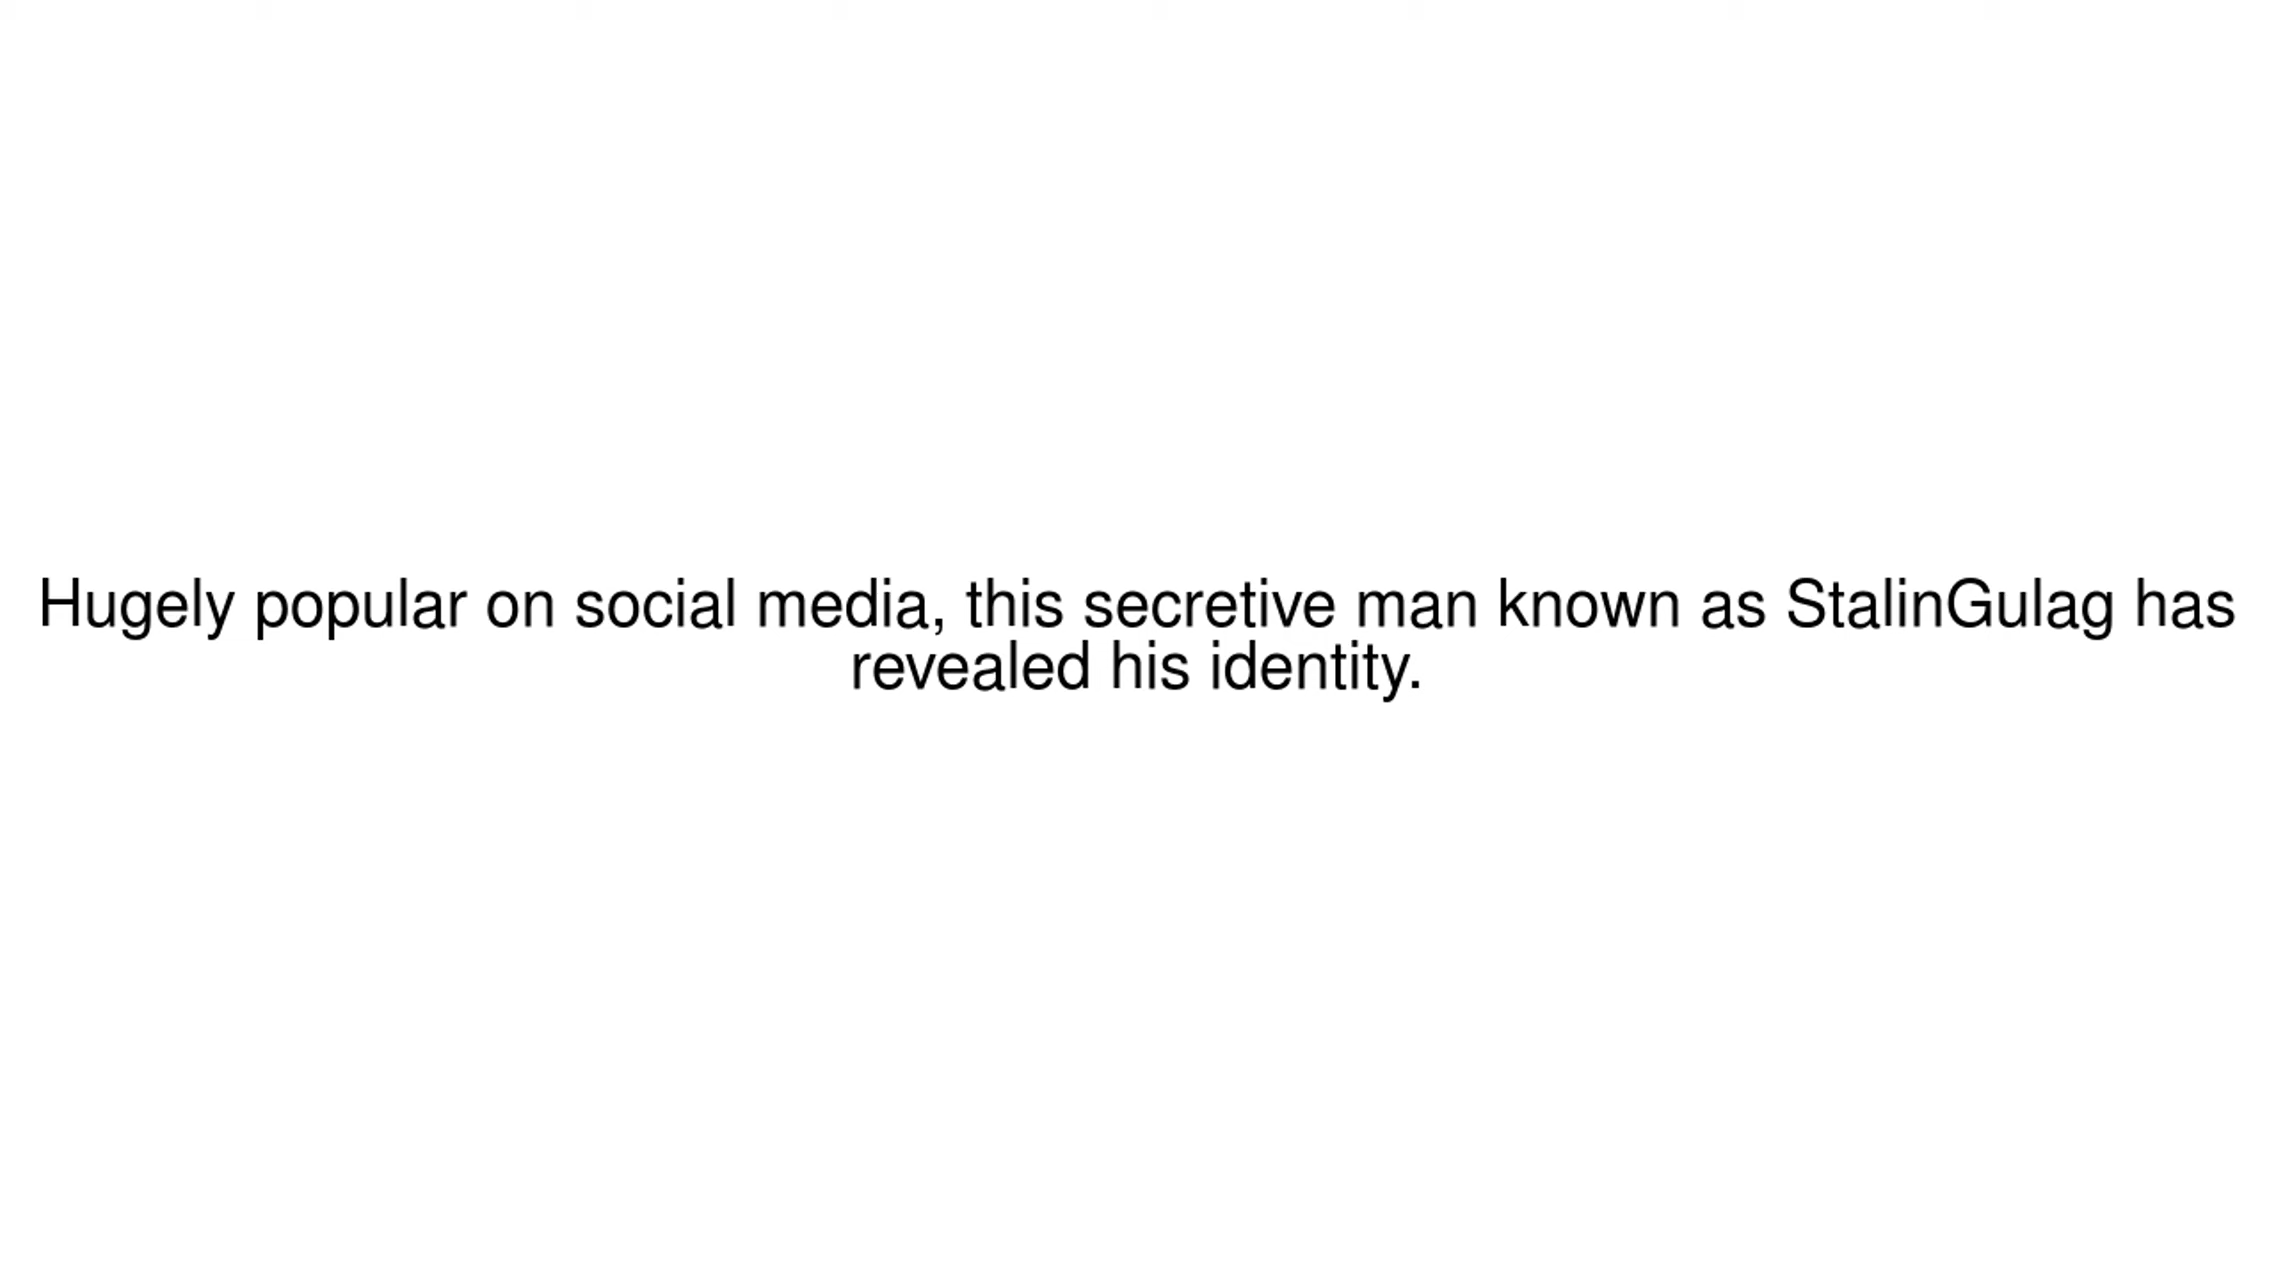 Hugely popular on social media, this secretive man known as StalinGulag has
revealed his identity.